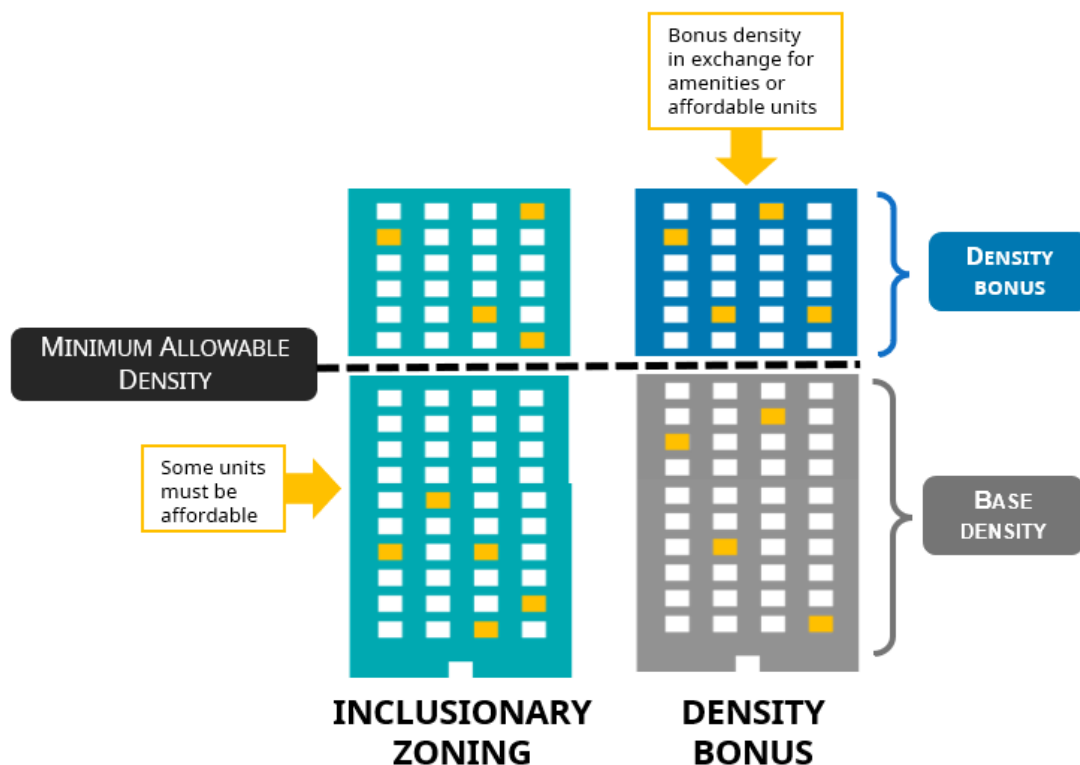 Bonus density
in exchange for
amenities or
affordable units
DENSITY
BONUS
MINIMUM ALLOWABLE
DENSITY
Some units
must be
affordable
BASE
DENSITY
INCLUSIONARY
ZONING
DENSITY
BONUS